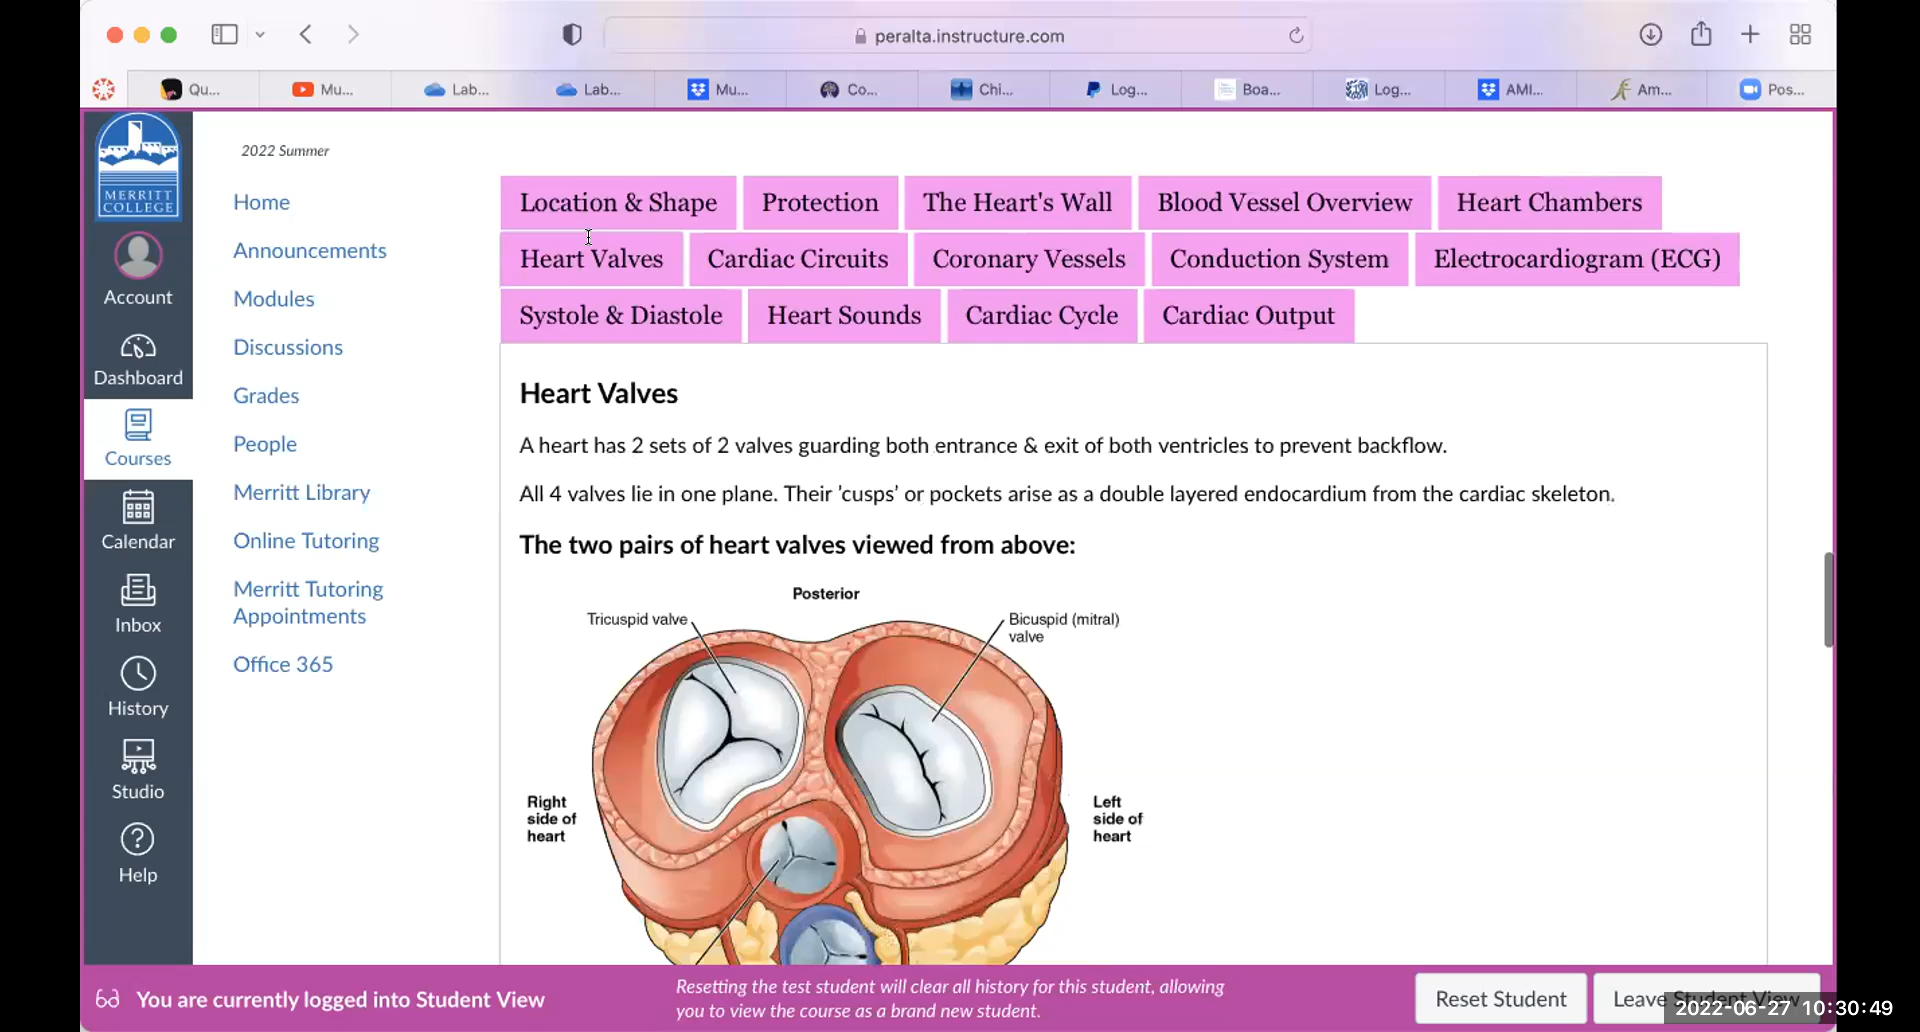 peralta.instructure.com
Qu...
Mu...
Lab...
Lab...
Mu...
Co...
Chi...
Log...
Boa...
Log...
AMI...
Am...
Pos...
MERRITT
COLLEGE
Account
Dashboard
Courses
Calendar
Inbox
History
Studio
Help
2022 Summer
Home
Announcements
Modules
Discussions
Grades
People
Merritt Library
Online Tutoring
Merritt Tutoring
Appointments
Office 365
Location & Shape Protection The Heart's Wall Blood Vessel Overview Heart Chambers
Heart Valves Cardiac Circuits Coronary Vessels Conduction System Electrocardiogram (ECG)
Systole & Diastole Heart Sounds Cardiac Cycle Cardiac Output
Heart Valves
A heart has 2 sets of 2 valves guarding both entrance & exit of both ventricles to prevent backflow.
All 4 valves lie in one plane. Their 'cusps' or pockets arise as a double layered endocardium from the cardiac skeleton.
The two pairs of heart valves viewed from above:
Posterior
Tricuspid valve
Bicuspid (mitral)
valve
Right
side of
heart
Left
side of
heart
You are currently logged into Student View
Resetting the test student will clear all history for this student, allowing
you to view the course as a brand new student.
Reset Student
Leave Student View
2022-06-27 10:30:49